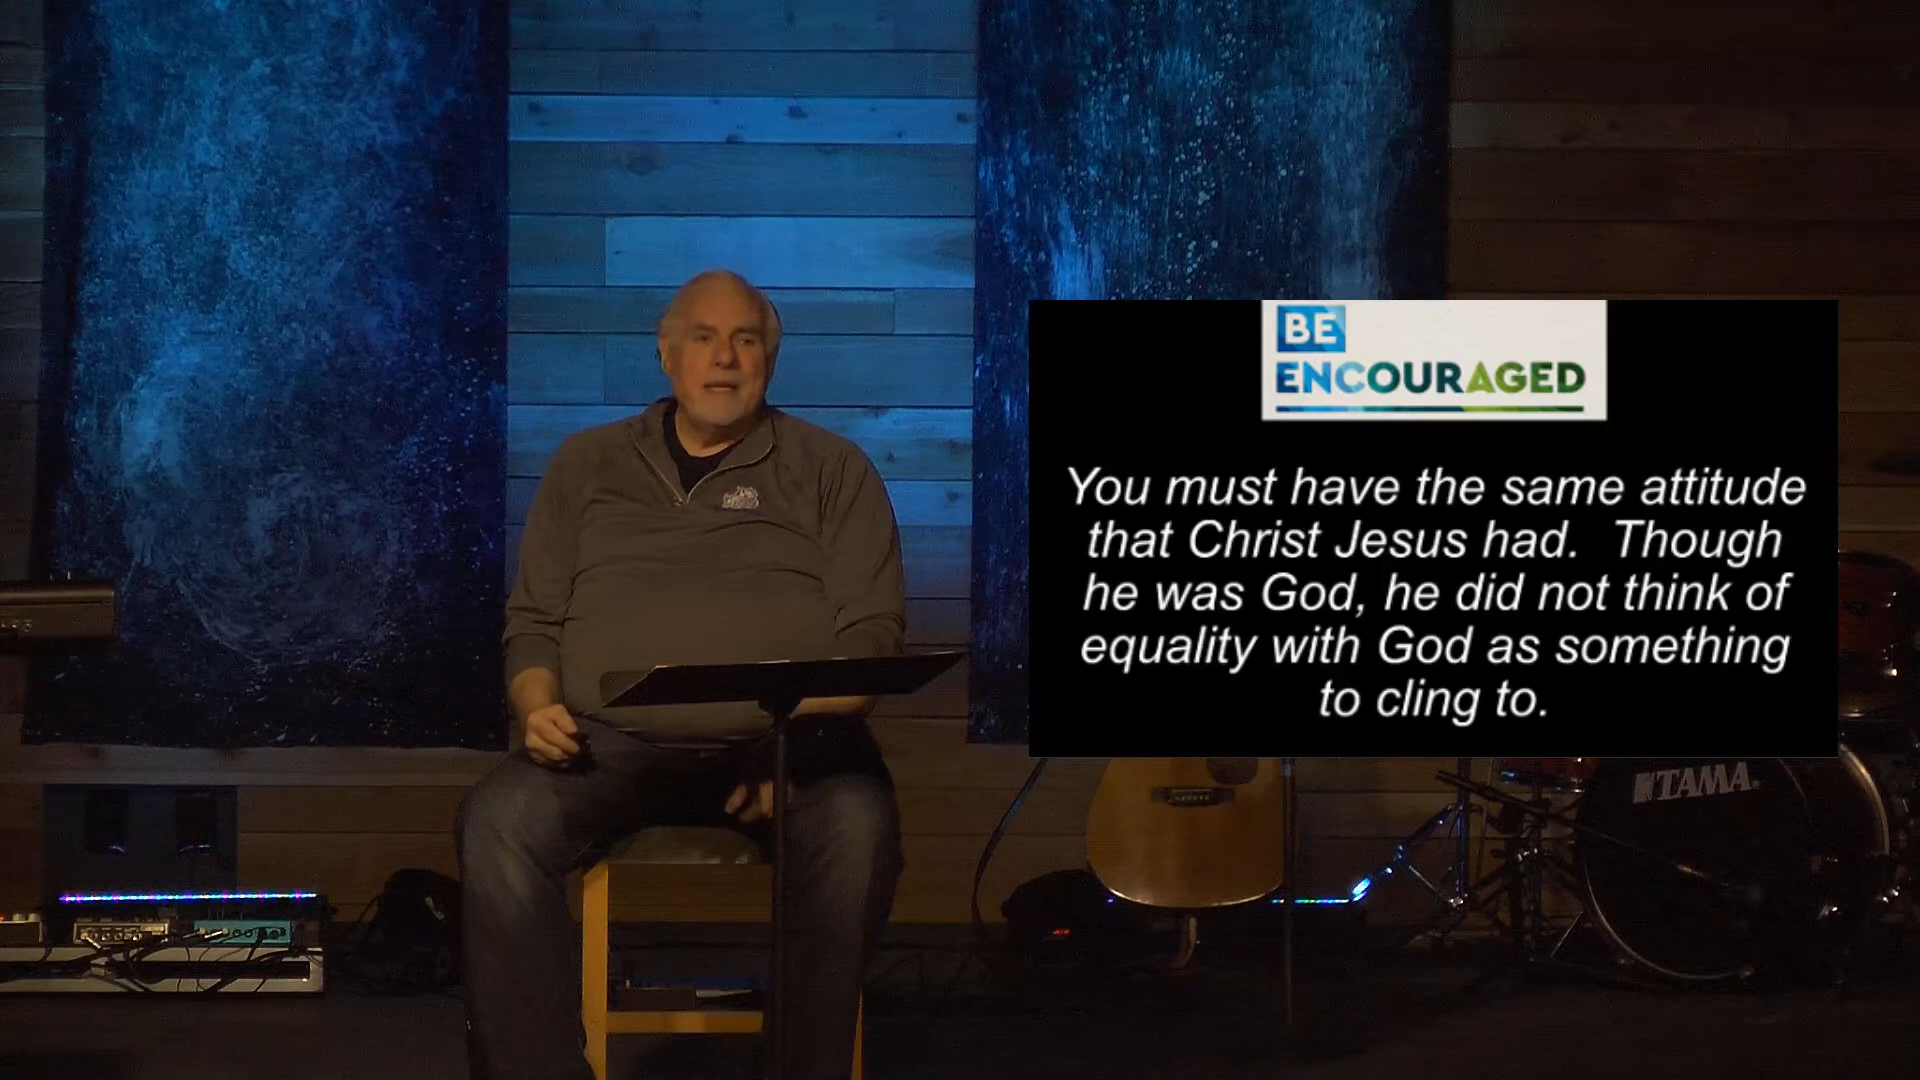 BE
ENCOURAGED
You must have the same attitude
that Christ Jesus had.  Though
he was God, he did not think of
equality with God as something
to cling to.
TAMA